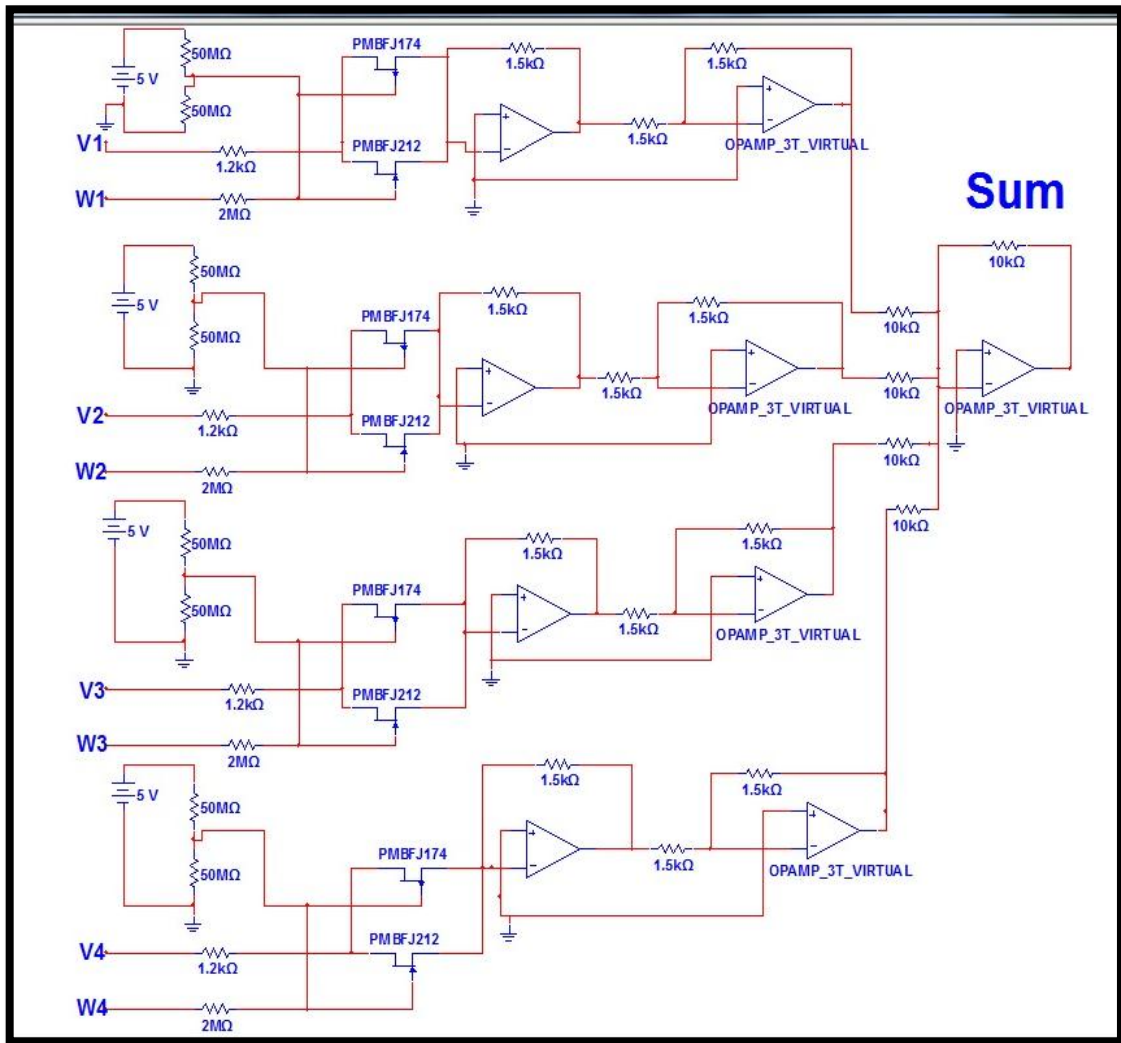 PMBFJ174
50MΩ
1.5kΩ
1.5kΩ
5 V
50MΩ
V1
1.2kΩ
PMBFJ212
1.5kΩ
OPAMP_3T_VIRTUAL
W1
2MΩ
Sum
50MΩ
5 V
50MΩ
PMBFJ174
1.5kΩ
1.5kΩ
10kΩ
10kΩ
10kΩ
V2
1.2kΩ
PMBFJ212
1.5kΩ
OPAMP_3T_VIRTUAL
OPAMP_3T_VIRTUAL
W2
2MΩ
10kΩ
10kΩ
5 V
50MΩ
50MΩ
PMBFJ174
1.5kΩ
1.5kΩ
1.5kΩ
OPAMP_3T_VIRTUAL
V3
1.2kΩ
PMBFJ212
W3
2MΩ
5 V
50MΩ
50MΩ
1.5kΩ
1.5kΩ
PMBFJ174
1.5kΩ
OPAMP_3T_VIRTUAL
V4
1.2kΩ
PMBFJ212
W4
2MΩ